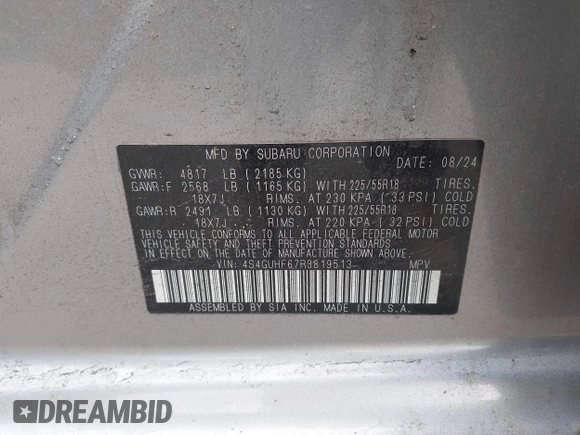 MFD BY SUBARU CORPORATION
DATE: 08/24
GVWR: 4817 LB ( 2185 KG)
GAWR:F 2568 LB ( 1165 KG) WITH 225/55R18 TIRES.
18X7J RIMS. AT 230 KPA ( 33 PSI) COLD
GAWR:R 2491 LB ( 1130 KG) WITH 225/55R18 TIRES.
18X7J RIMS. AT 220 KPA ( 32 PSI) COLD
THIS VEHICLE CONFORMS TO ALL APPLICABLE FEDERAL MOTOR
VEHICLE SAFETY AND THEFT PREVENTION STANDARDS IN EFFECT
ON THE DATE OF MANUFACTURE SHOWN ABOVE.
VIN: 4S4GUHF67R3819513 MPV
ASSEMBLED BY SIA INC. MADE IN U.S.A.
DREAMBID